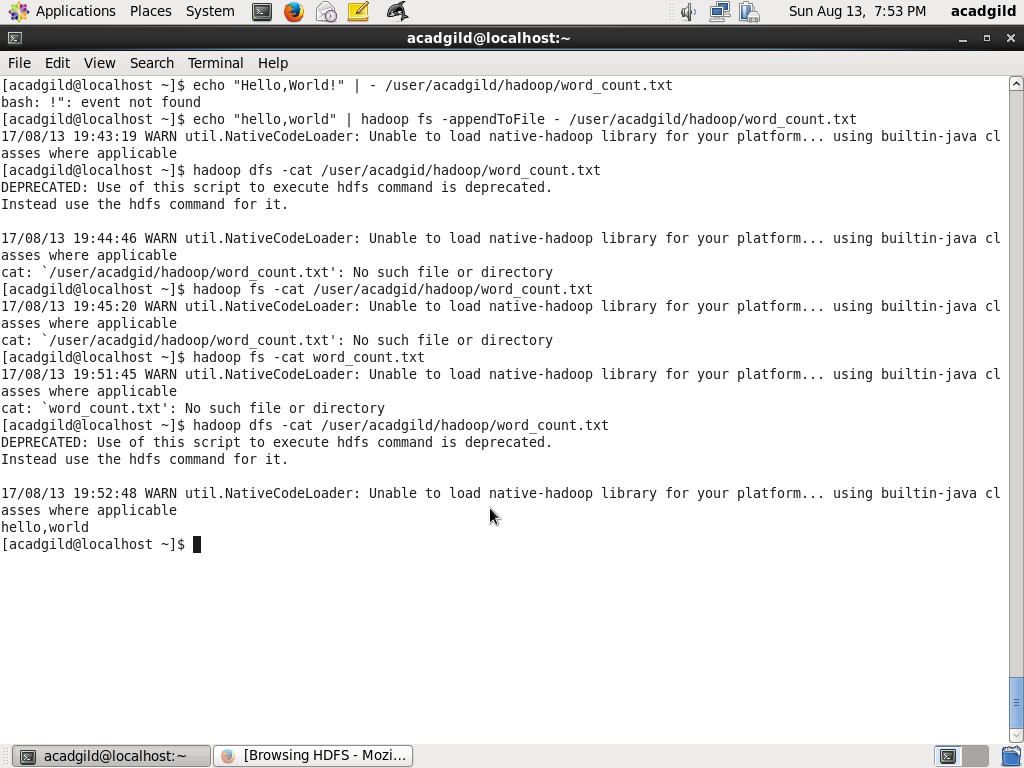 Applications Places System Sun Aug 13, 7:53 PM acadgild
acadgild@localhost:~
File Edit View Search Terminal Help
[acadgild@localhost ~]$ echo "Hello,World!" | - /user/acadgild/hadoop/word_count.txt
bash: !": event not found
[acadgild@localhost ~]$ echo "hello,world" | hadoop fs -appendToFile - /user/acadgild/hadoop/word_count.txt
17/08/13 19:43:19 WARN util.NativeCodeLoader: Unable to load native-hadoop library for your platform... using builtin-java cl
asses where applicable
[acadgild@localhost ~]$ hadoop dfs -cat /user/acadgid/hadoop/word_count.txt
DEPRECATED: Use of this script to execute hdfs command is deprecated.
Instead use the hdfs command for it.
17/08/13 19:44:46 WARN util.NativeCodeLoader: Unable to load native-hadoop library for your platform... using builtin-java cl
asses where applicable
cat: `/user/acadgid/hadoop/word_count.txt': No such file or directory
[acadgild@localhost ~]$ hadoop fs -cat /user/acadgid/hadoop/word_count.txt
17/08/13 19:45:20 WARN util.NativeCodeLoader: Unable to load native-hadoop library for your platform... using builtin-java cl
asses where applicable
cat: `/user/acadgid/hadoop/word_count.txt': No such file or directory
[acadgild@localhost ~]$ hadoop fs -cat word_count.txt
17/08/13 19:51:45 WARN util.NativeCodeLoader: Unable to load native-hadoop library for your platform... using builtin-java cl
asses where applicable
cat: `word_count.txt': No such file or directory
[acadgild@localhost ~]$ hadoop dfs -cat /user/acadgild/hadoop/word_count.txt
DEPRECATED: Use of this script to execute hdfs command is deprecated.
Instead use the hdfs command for it.
17/08/13 19:52:48 WARN util.NativeCodeLoader: Unable to load native-hadoop library for your platform... using builtin-java cl
asses where applicable
hello,world
[acadgild@localhost ~]$
acadgild@localhost:~ [Browsing HDFS - Mozi...